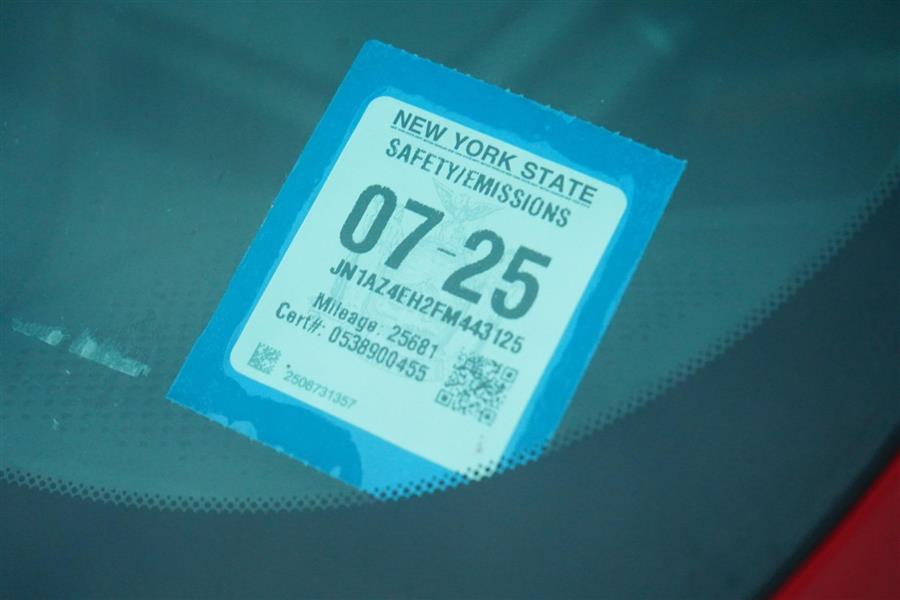 NEW YORK STATE
SAFETY/EMISSIONS
07-25
JN1AZ4EH2FM443125
Mileage: 25681
Cert#: 0538900455
2506731357